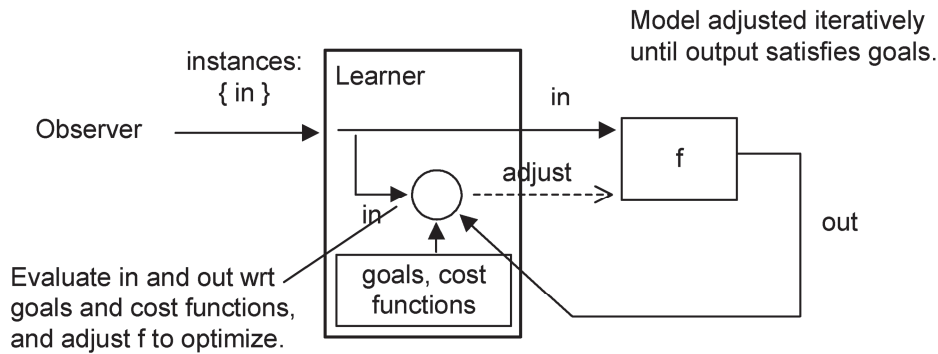 Model adjusted iteratively
until output satisfies goals.
instances:
{ in }
Learner
in
Observer
f
adjust
in
out
Evaluate in and out wrt
goals and cost functions,
and adjust f to optimize.
goals, cost
functions